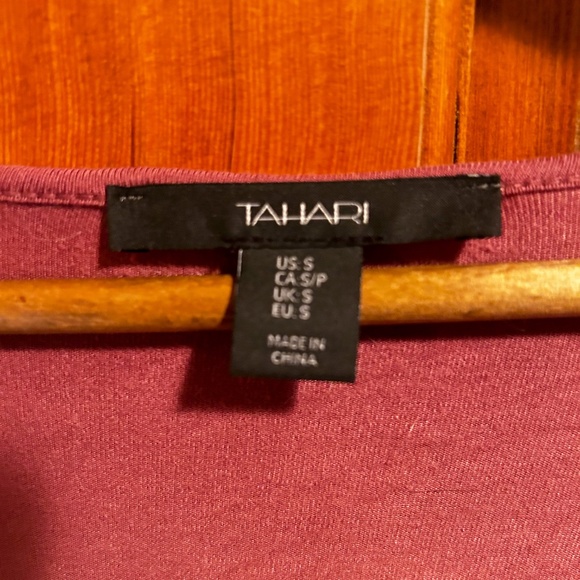 TAHARI
US: S
CA: S/P
UK: S
EU: S
MADE IN
CHINA